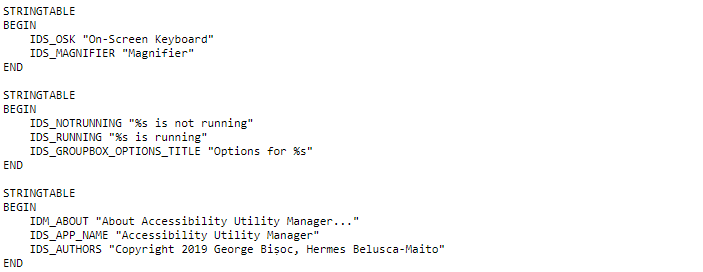 STRINGTABLE
BEGIN
    IDS_OSK "On-Screen Keyboard"
    IDS_MAGNIFIER "Magnifier"
END

STRINGTABLE
BEGIN
    IDS_NOTRUNNING "%s is not running"
    IDS_RUNNING "%s is running"
    IDS_GROUPBOX_OPTIONS_TITLE "Options for %s"
END

STRINGTABLE
BEGIN
    IDM_ABOUT "About Accessibility Utility Manager..."
    IDS_APP_NAME "Accessibility Utility Manager"
    IDS_AUTHORS "Copyright 2019 George Bișoc, Hermes Belusca-Maito"
END